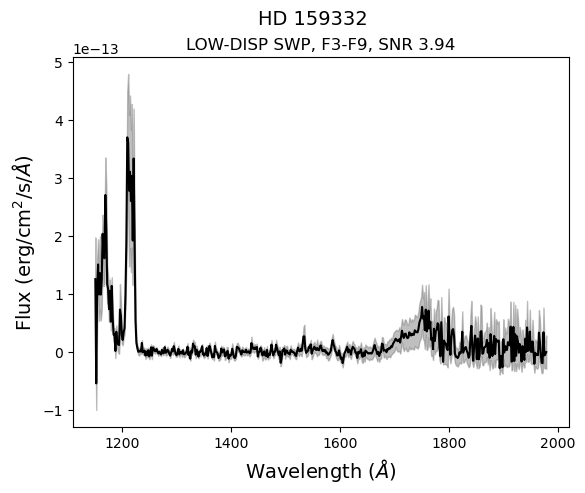 HD 159332
LOW-DISP SWP, F3-F9, SNR 3.94
1e−13
5
4
3
2
1
0
−1
Flux (erg/cm²/s/Å)
1200 1400 1600 1800 2000
Wavelength (Å)